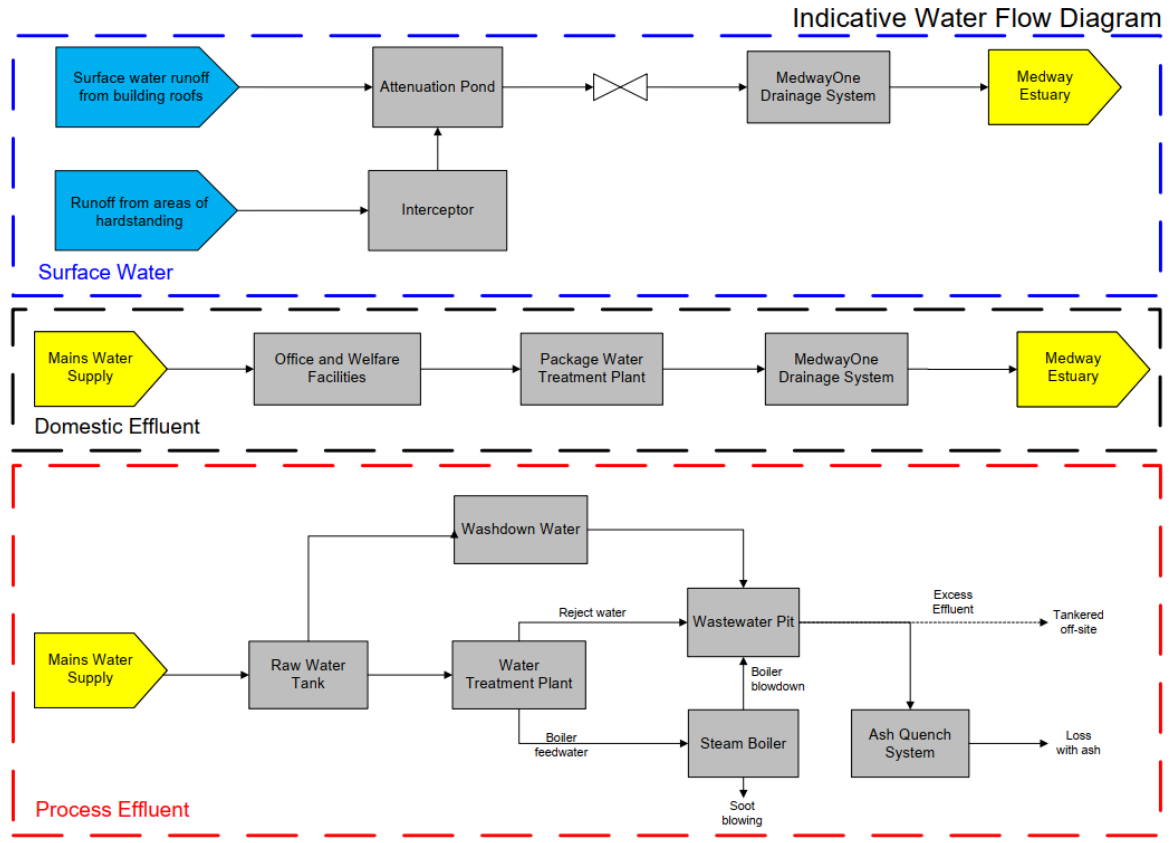 Indicative Water Flow Diagram
Surface water runoff
from building roofs
Attenuation Pond
MedwayOne
Drainage System
Medway
Estuary
Runoff from areas of
hardstanding
Interceptor
Surface Water
Mains Water
Supply
Office and Welfare
Facilities
Package Water
Treatment Plant
MedwayOne
Drainage System
Medway
Estuary
Domestic Effluent
Washdown Water
Reject water
Wastewater Pit
Excess
Effluent
Tankered
off-site
Mains Water
Supply
Raw Water
Tank
Water
Treatment Plant
Boiler
blowdown
Boiler
feedwater
Steam Boiler
Ash Quench
System
Loss
with ash
Soot
blowing
Process Effluent